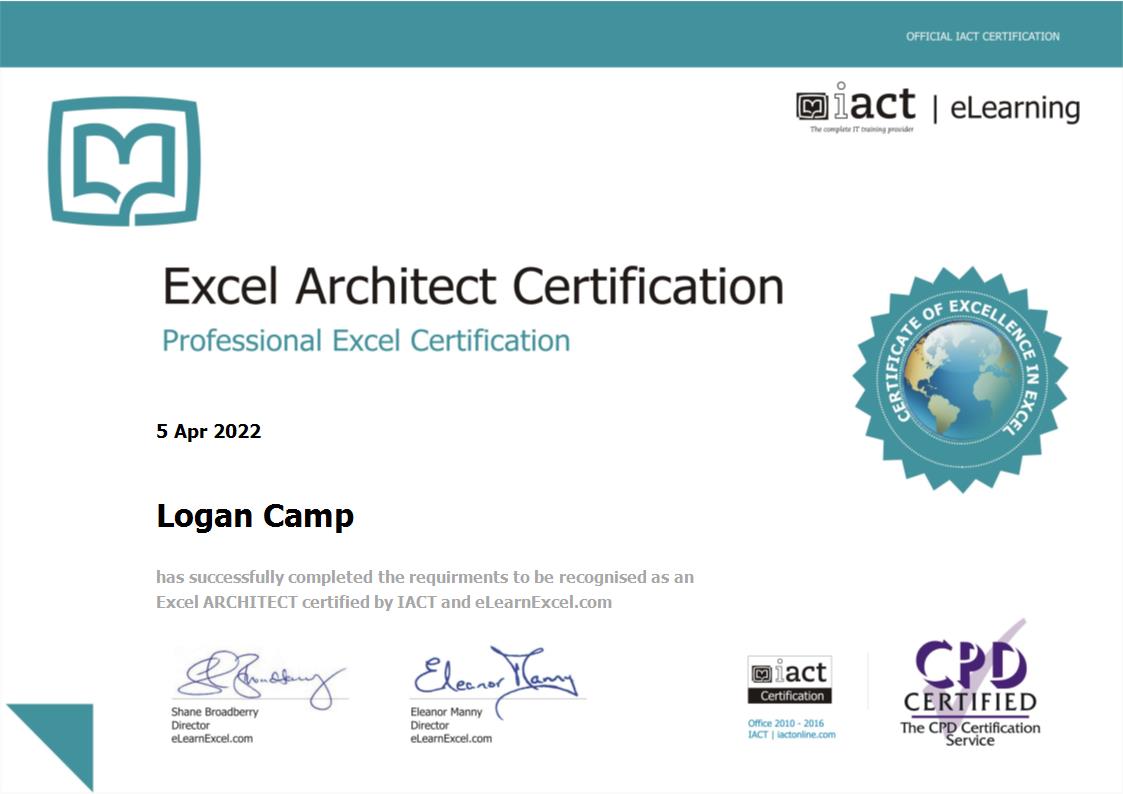 OFFICIAL IACT CERTIFICATION
iact | eLearning
The complete IT training provider
Excel Architect Certification
Professional Excel Certification
CERTIFICATE OF EXCELLENCE IN EXCEL
5 Apr 2022
Logan Camp
has successfully completed the requirments to be recognised as an
Excel ARCHITECT certified by IACT and eLearnExcel.com
S Broadberry
Eleanor Manny
Shane Broadberry
Director
eLearnExcel.com
Eleanor Manny
Director
eLearnExcel.com
iact
Certification
Office 2010 - 2016
IACT | iactonline.com
CPD
CERTIFIED
The CPD Certification
Service